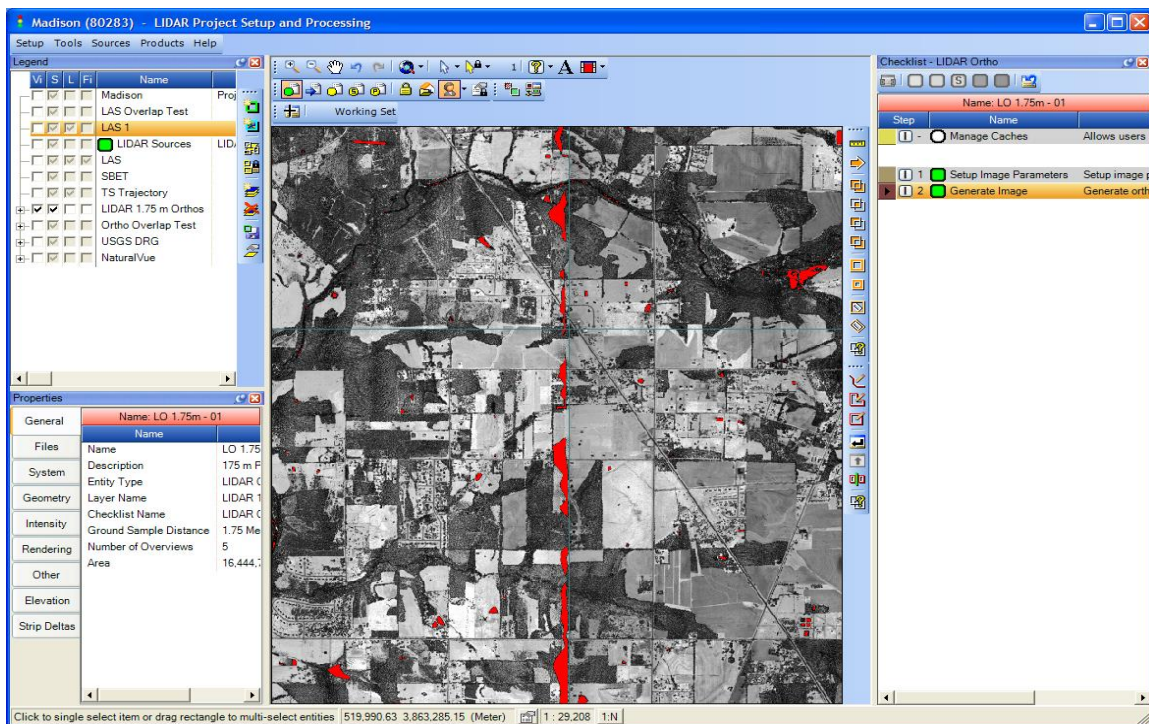 Madison (80283) - LIDAR Project Setup and Processing
Setup Tools Sources Products Help
Legend
Vi S L Fi Name
Madison Proj
LAS Overlap Test
LAS 1
LIDAR Sources LID
LAS
SBET
TS Trajectory
LIDAR 1.75 m Orthos
Ortho Overlap Test
USGS DRG
NaturalVue
Properties
Name: LO 1.75m - 01
General
Files
System
Geometry
Intensity
Rendering
Other
Elevation
Strip Deltas
Name
Name LO 1.75
Description 175 m P
Entity Type LIDAR O
Layer Name LIDAR 1
Checklist Name LIDAR O
Ground Sample Distance 1.75 Me
Number of Overviews 5
Area 16,444,7
1 ? A
S P
Working Set
Checklist - LIDAR Ortho
S
Name: LO 1.75m - 01
Step Name
I - Manage Caches Allows users
I 1 Setup Image Parameters Setup image p
I 2 Generate Image Generate orth
Click to single select item or drag rectangle to multi-select entities 519,990.63 3,863,285.15 (Meter) 1 : 29,208 1:N